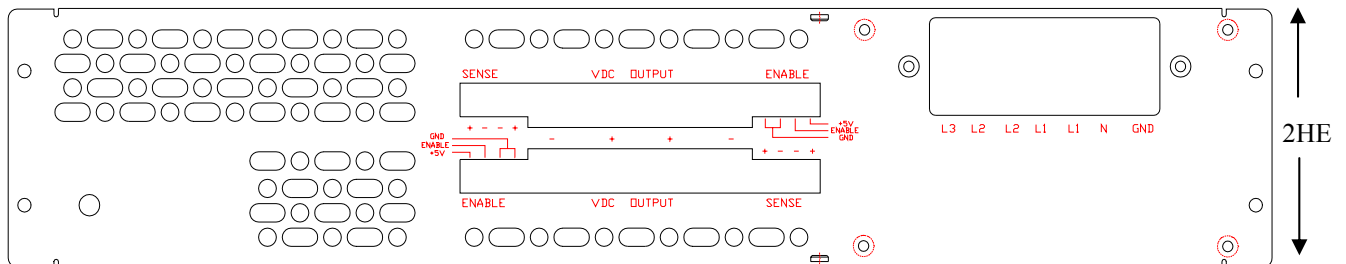 SENSE VDC OUTPUT ENABLE
+ - - +
+5V
ENABLE
GND
L3 L2 L2 L1 L1 N GND
2HE
GND
ENABLE
+5V
- + + -
+ - - +
ENABLE VDC OUTPUT SENSE